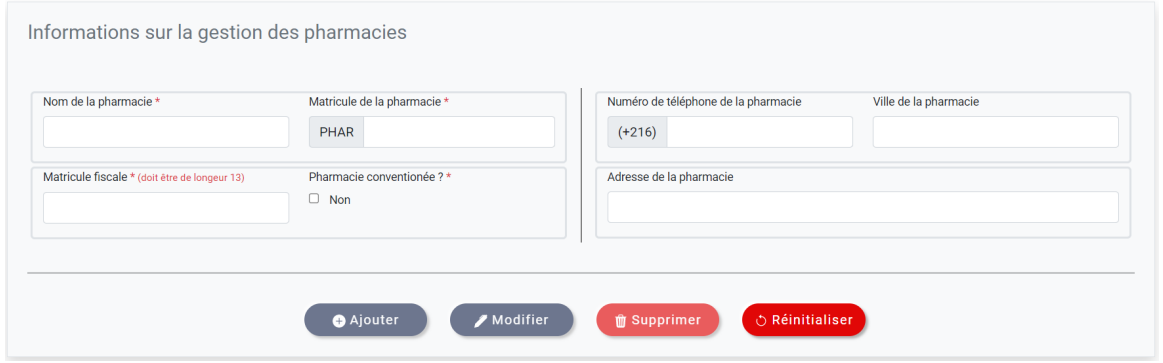 Informations sur la gestion des pharmacies
Nom de la pharmacie *
Matricule de la pharmacie *
PHAR
Matricule fiscale * (doit être de longeur 13)
Pharmacie conventionée ? *
Non
Numéro de téléphone de la pharmacie
Ville de la pharmacie
(+216)
Adresse de la pharmacie
Ajouter
Modifier
Supprimer
Réinitialiser